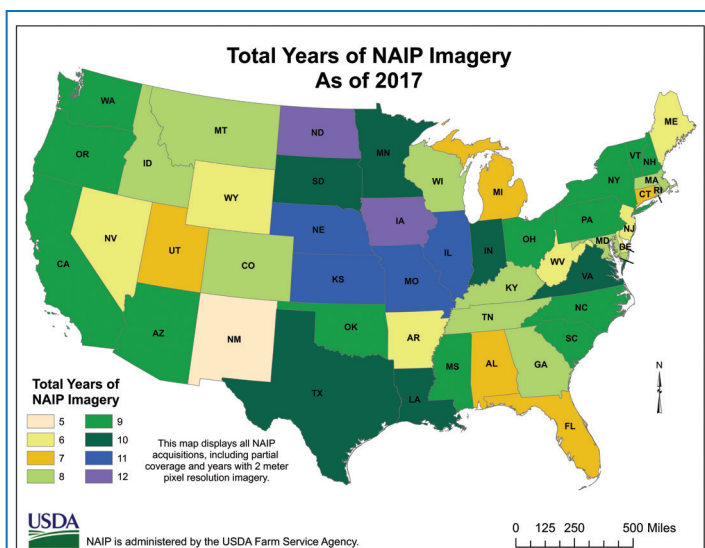 Total Years of NAIP Imagery
As of 2017
WA
MT
ND
MN
ME
OR
ID
SD
WI
MI
VT
NH
NY
MA
CT
RI
WY
NE
IA
PA
NJ
NV
UT
CO
IL
IN
OH
MD
DE
CA
KS
MO
WV
VA
KY
AZ
NM
OK
AR
TN
NC
SC
TX
LA
MS
AL
GA
FL
N
Total Years of
NAIP Imagery
5
6
7
8
9
10
11
12
This map displays all NAIP
acquisitions, including partial
coverage and years with 2 meter
pixel resolution imagery.
USDA
NAIP is administered by the USDA Farm Service Agency.
0 125 250 500 Miles